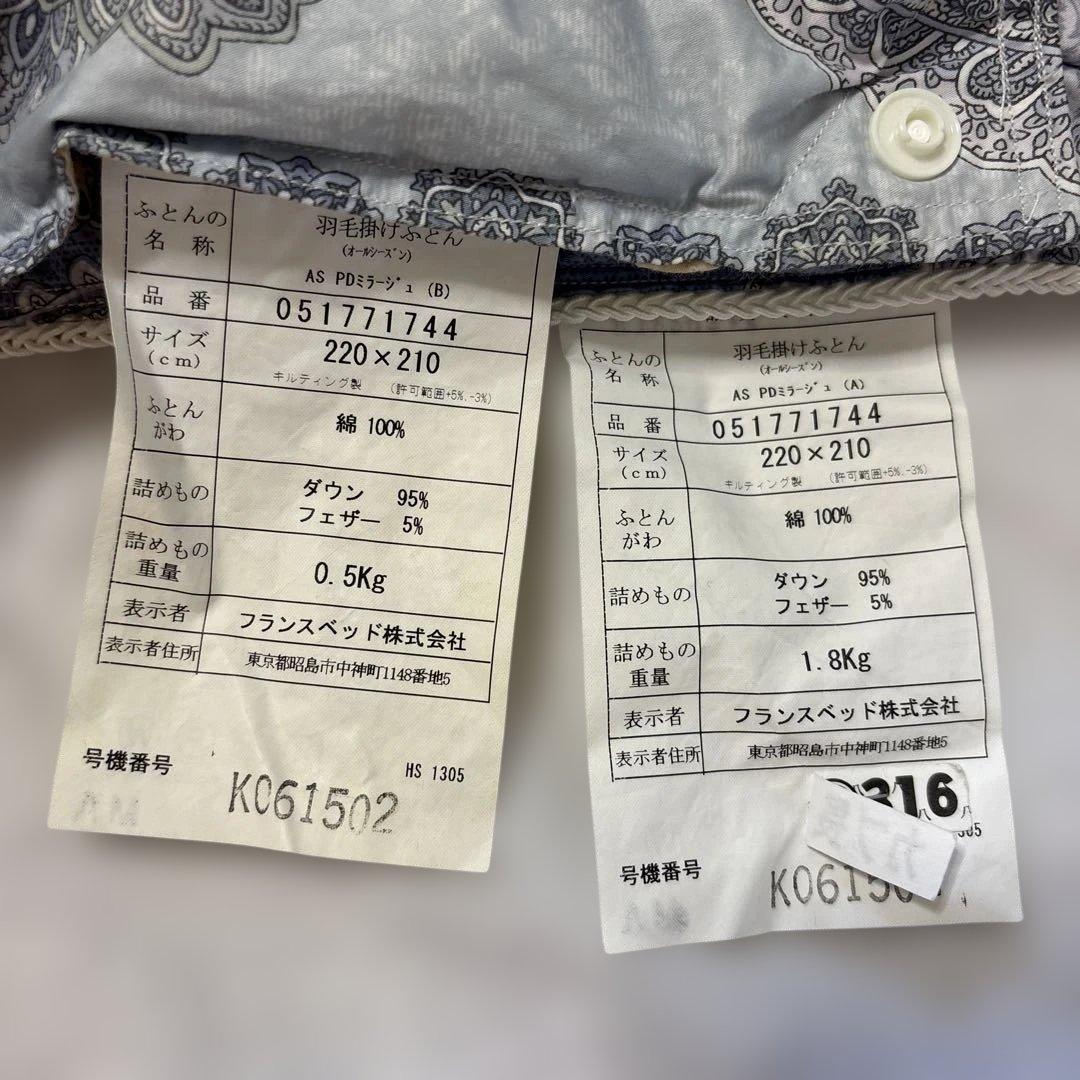 ふとんの
名 称
羽毛掛けふとん
(オールシーズン)
AS PDミラージュ (B)
品 番
051771744
サイズ
(cm)
220×210
キルティング製 (許可範囲+5%,-3%)
ふとん
がわ
綿 100%
詰めもの
ダウン 95%
フェザー 5%
詰めもの
重量
0.5Kg
表示者
フランスベッド株式会社
表示者住所
東京都昭島市中神町1148番地5
号機番号
HS 1305
K061502
ふとんの
名 称
羽毛掛けふとん
(オールシーズン)
AS PDミラージュ (A)
品 番
051771744
サイズ
(cm)
220×210
キルティング製 (許可範囲+5%,-3%)
ふとん
がわ
綿 100%
詰めもの
ダウン 95%
フェザー 5%
詰めもの
重量
1.8Kg
表示者
フランスベッド株式会社
表示者住所
東京都昭島市中神町1148番地5
316
305
号機番号
K0615